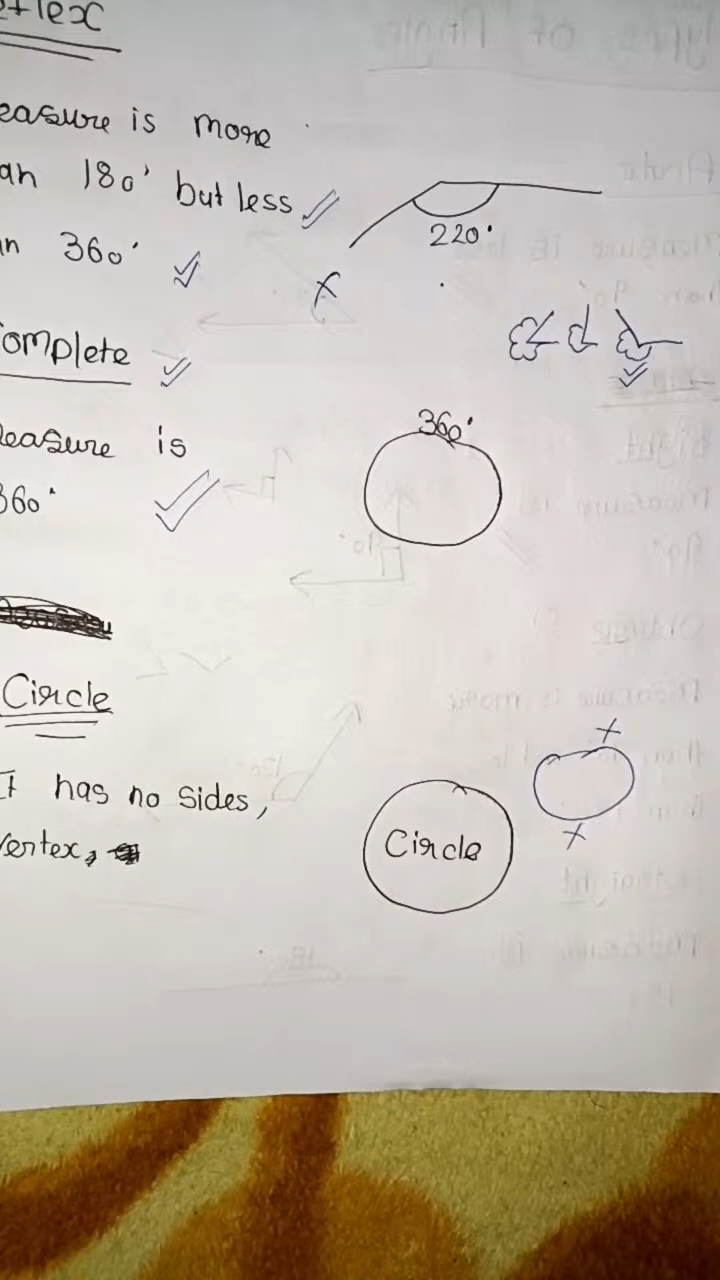 eflex
easure is more
an 180° but less
220°
n 360°
omplete
360°
easure is
360°
Circle
It has no sides,
Circle
vertex,